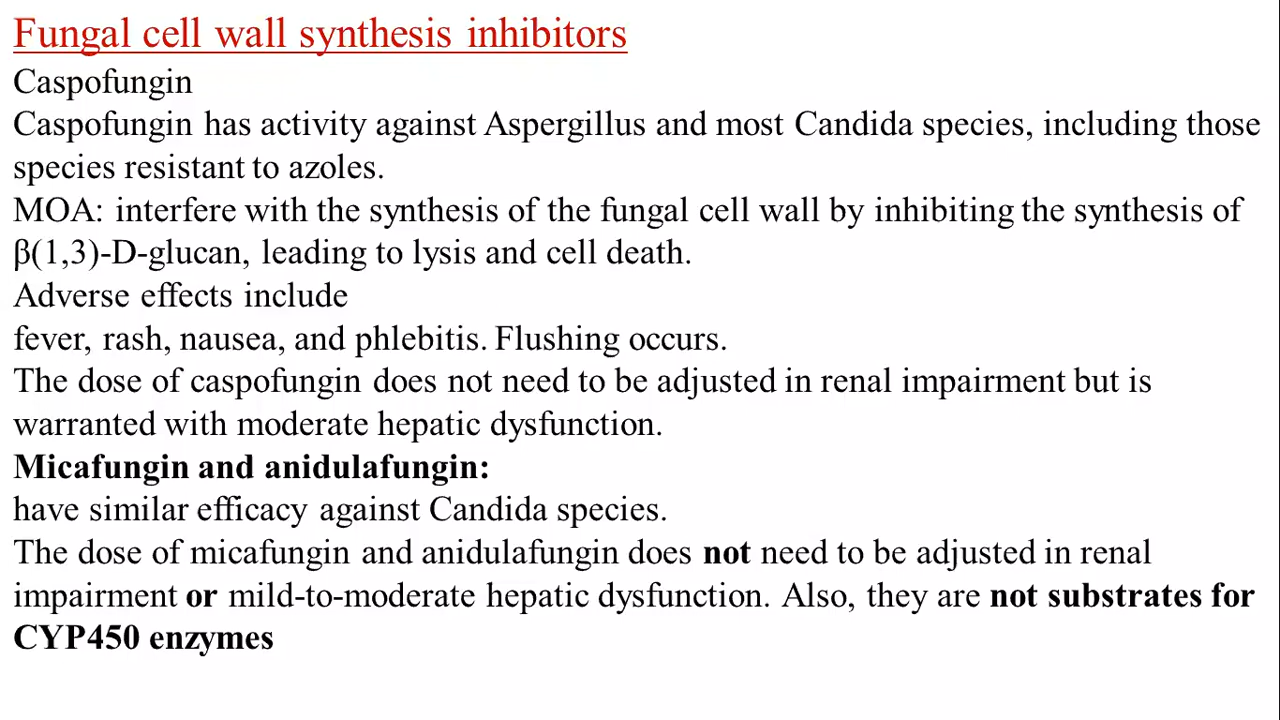 Fungal cell wall synthesis inhibitors
Caspofungin
Caspofungin has activity against Aspergillus and most Candida species, including those
species resistant to azoles.
MOA: interfere with the synthesis of the fungal cell wall by inhibiting the synthesis of
β(1,3)-D-glucan, leading to lysis and cell death.
Adverse effects include
fever, rash, nausea, and phlebitis. Flushing occurs.
The dose of caspofungin does not need to be adjusted in renal impairment but is
warranted with moderate hepatic dysfunction.
Micafungin and anidulafungin:
have similar efficacy against Candida species.
The dose of micafungin and anidulafungin does not need to be adjusted in renal
impairment or mild-to-moderate hepatic dysfunction. Also, they are not substrates for
CYP450 enzymes